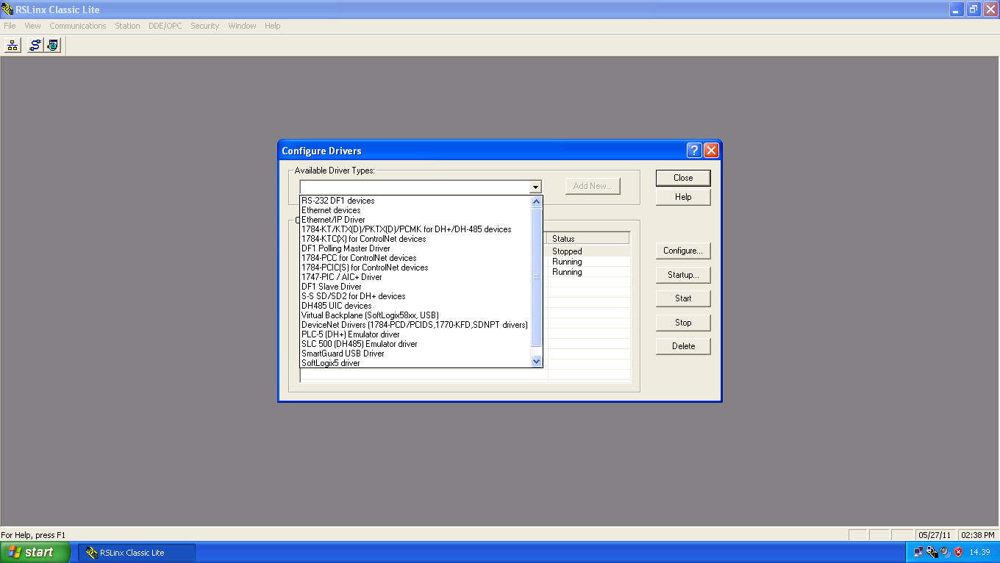 RSLinx Classic Lite
File View Communications Station DDE/OPC Security Window Help
Configure Drivers
Available Driver Types:
Add New...
Close
Help
RS-232 DF1 devices
Ethernet devices
Ethernet/IP Driver
1784-KT/KTX(D)/PKTX(D)/PCMK for DH+/DH-485 devices
1784-KTC(X) for ControlNet devices
DF1 Polling Master Driver
1784-PCC for ControlNet devices
1784-PCIC(S) for ControlNet devices
1747-PIC / AIC+ Driver
DF1 Slave Driver
S-S SD/SD2 for DH+ devices
DH485 UIC devices
Virtual Backplane (SoftLogix58xx, USB)
DeviceNet Drivers (1784-PCD/PCIDS,1770-KFD,SDNPT drivers)
PLC-5 (DH+) Emulator driver
SLC 500 (DH485) Emulator driver
SmartGuard USB Driver
SoftLogix5 driver
Status
Stopped
Running
Running
Configure...
Startup...
Start
Stop
Delete
For Help, press F1
05/27/11 02:38 PM
start
RSLinx Classic Lite
14.39